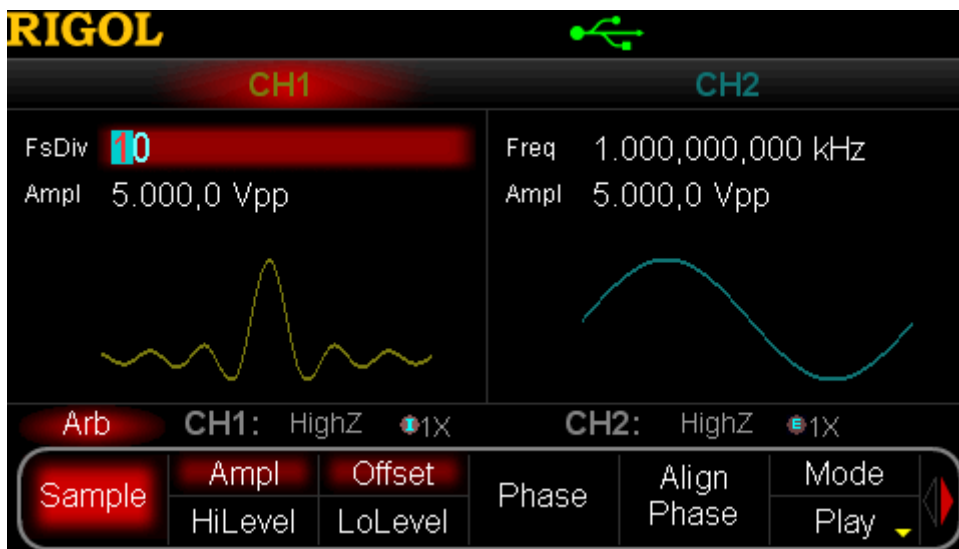 RIGOL
CH1 CH2
FsDiv 10 Freq 1.000,000,000 kHz
Ampl 5.000,0 Vpp Ampl 5.000,0 Vpp
Arb CH1: HighZ I 1X CH2: HighZ E 1X
Sample Ampl Offset Phase Align Phase Mode
HiLevel LoLevel Play